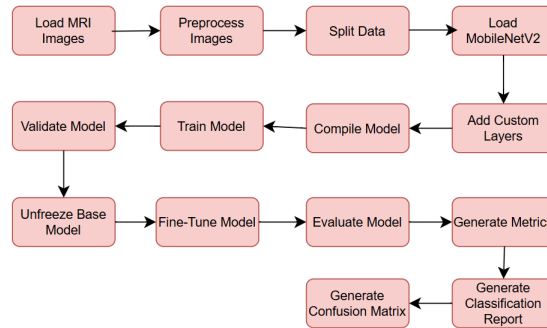 Load MRI
Images
Preprocess
Images
Split Data
Load
MobileNetV2
Validate Model
Train Model
Compile Model
Add Custom
Layers
Unfreeze Base
Model
Fine-Tune Model
Evaluate Model
Generate Metric
Generate
Confusion Matrix
Generate
Classification
Report